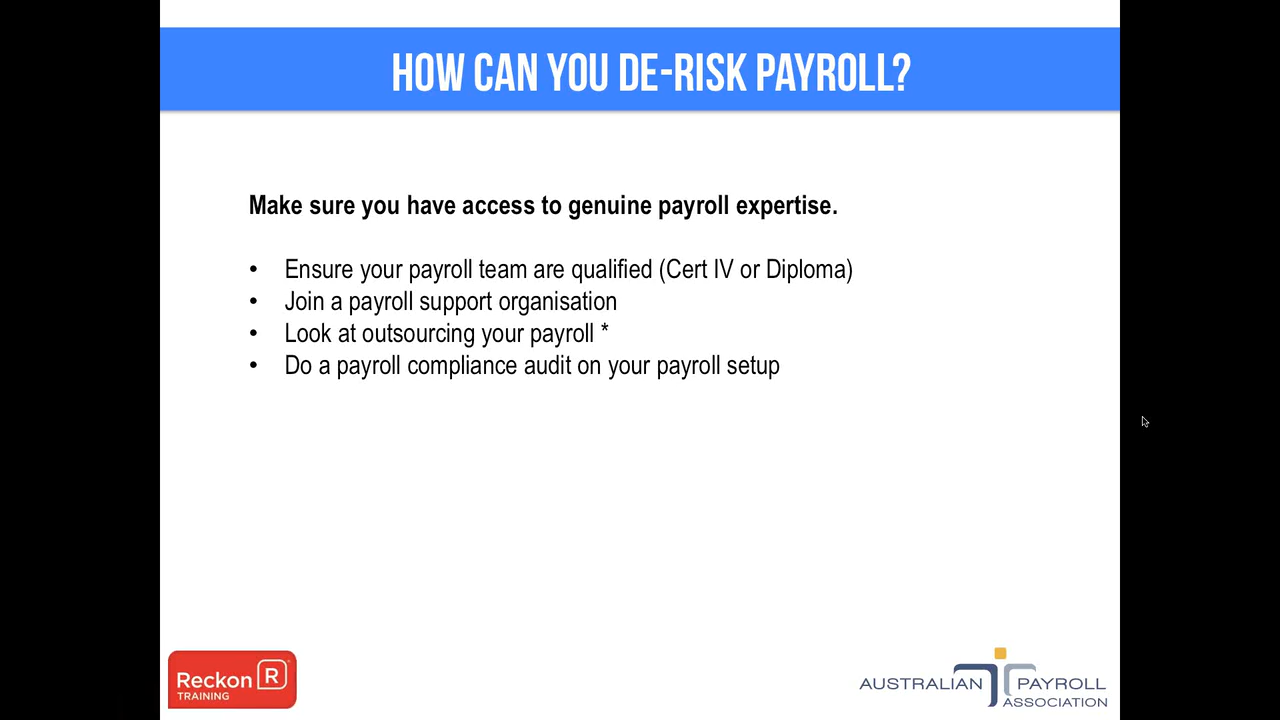 HOW CAN YOU DE-RISK PAYROLL?
Make sure you have access to genuine payroll expertise.
• Ensure your payroll team are qualified (Cert IV or Diploma)
• Join a payroll support organisation
• Look at outsourcing your payroll *
• Do a payroll compliance audit on your payroll setup
Reckon R
TRAINING
AUSTRALIAN PAYROLL
ASSOCIATION